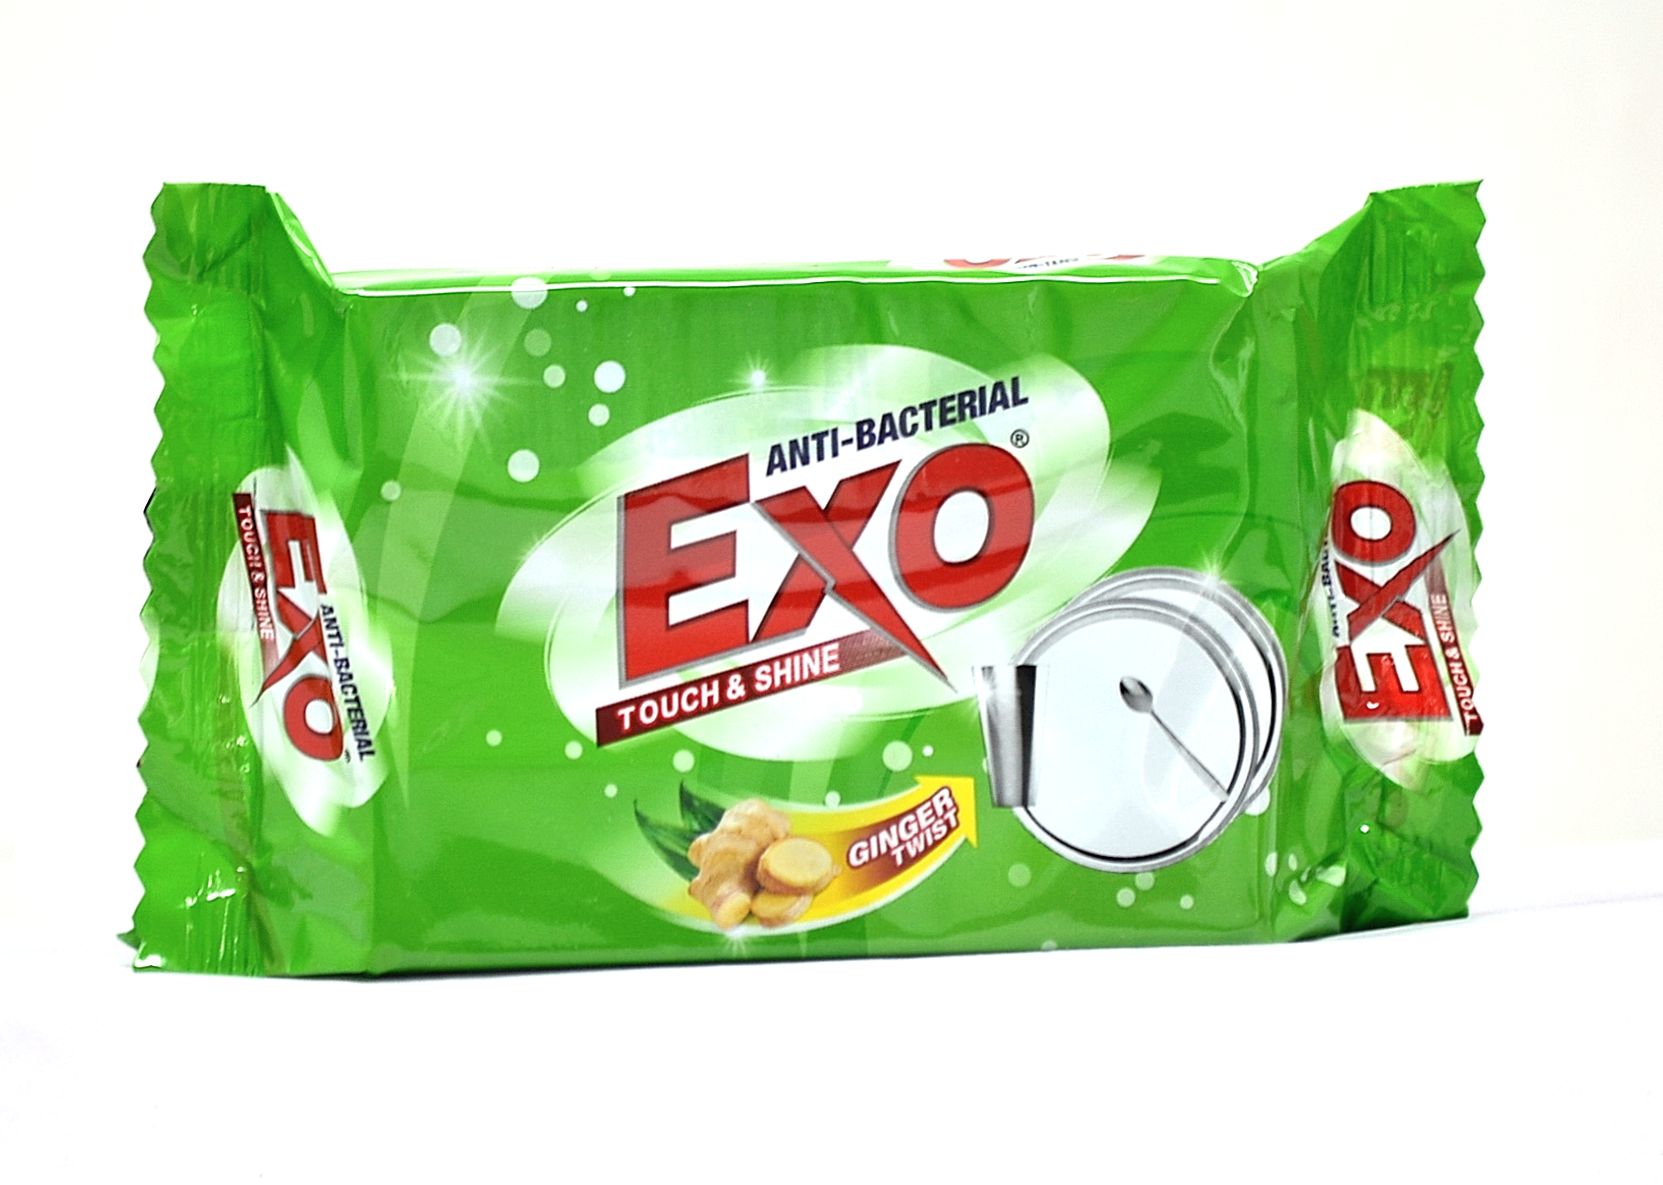 ANTI-BACTERIAL
EXO®
TOUCH & SHINE
GINGER
TWIST
ANTI-BACTERIAL
EXO
TOUCH & SHINE
EXO
TOUCH & SHINE